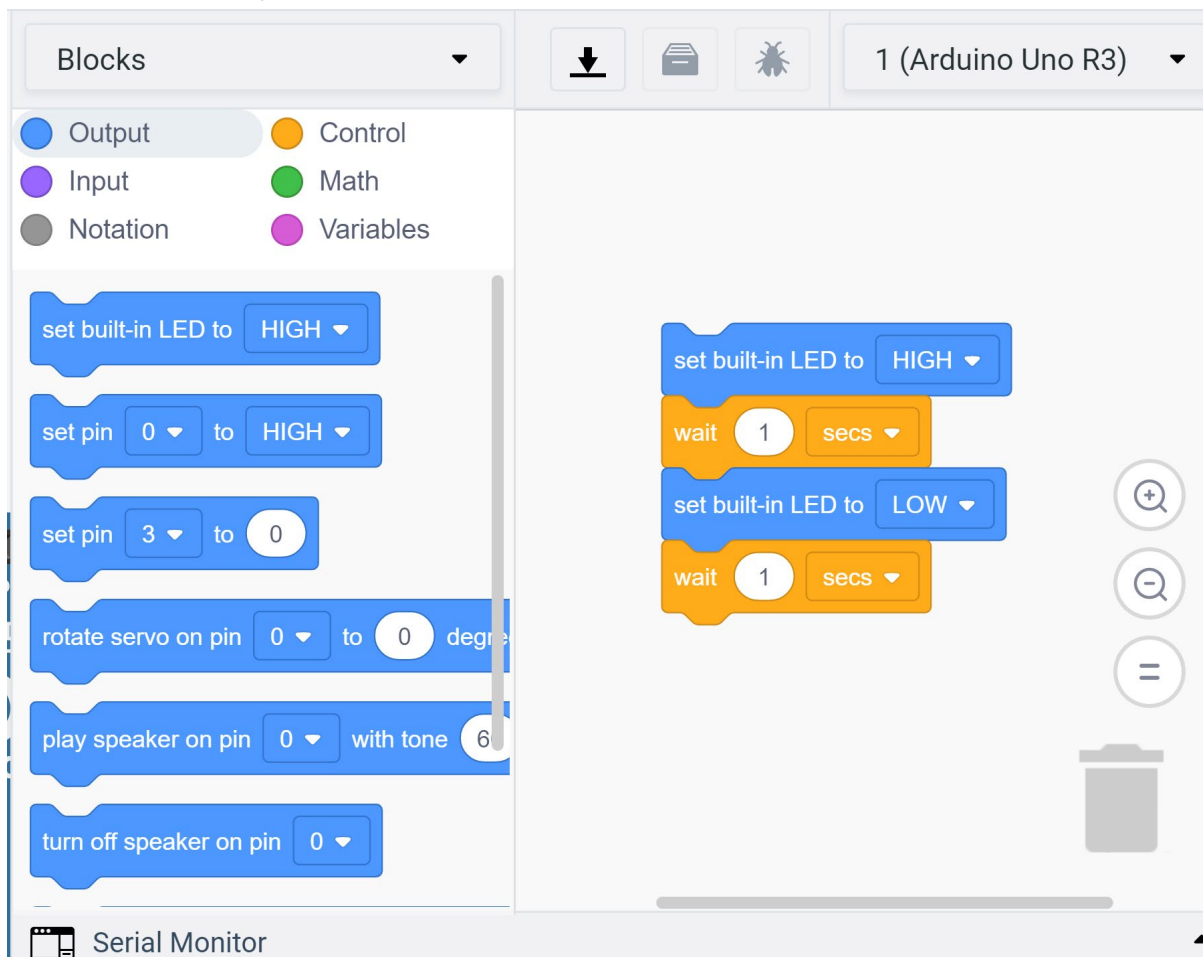 Blocks
1 (Arduino Uno R3)
Output
Control
Input
Math
Notation
Variables
set built-in LED to HIGH
set pin 0 to HIGH
set pin 3 to 0
rotate servo on pin 0 to 0
play speaker on pin 0 with tone
turn off speaker on pin 0
set built-in LED to HIGH
wait 1 secs
set built-in LED to LOW
wait 1 secs
Serial Monitor